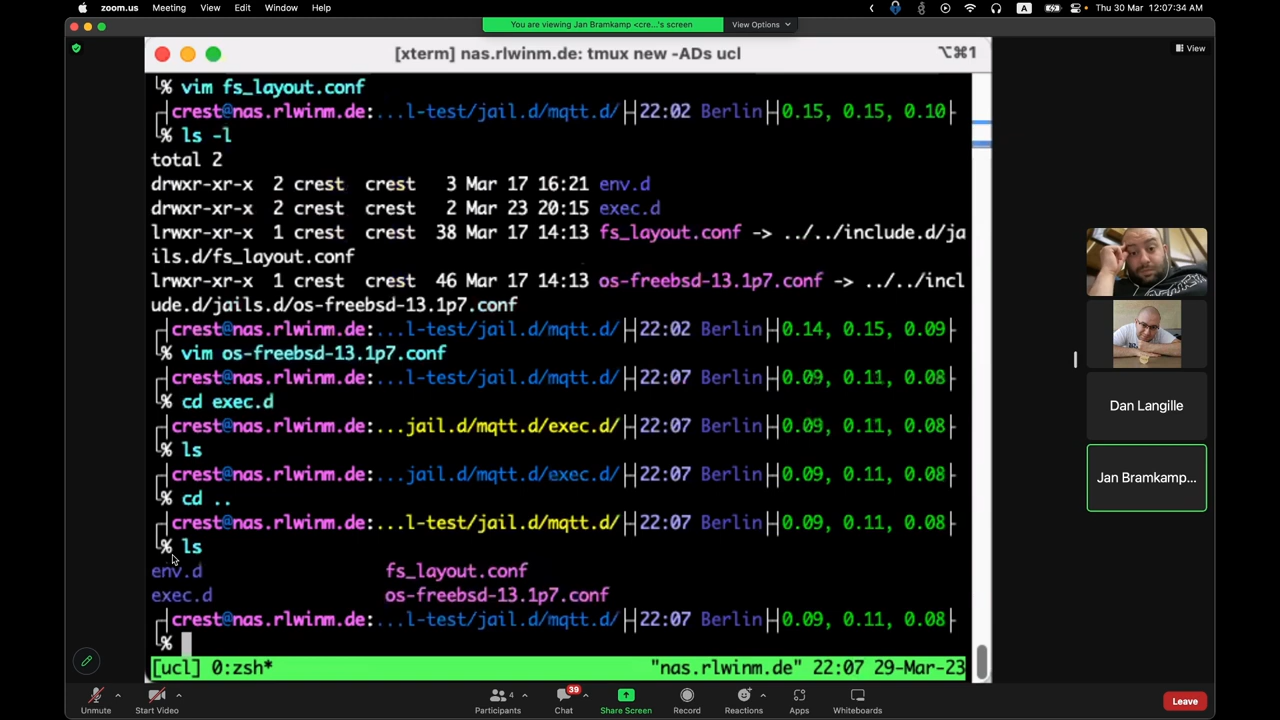 zoom.us Meeting View Edit Window Help
A Thu 30 Mar 12:07:34 AM
You are viewing Jan Bramkamp <cre...'s screen View Options
View
[xterm] nas.rlwinm.de: tmux new -ADs ucl ⌥⌘1
% vim fs_layout.conf
crest@nas.rlwinm.de:...l-test/jail.d/mqtt.d/ 22:02 Berlin 0.15, 0.15, 0.10
% ls -l
total 2
drwxr-xr-x 2 crest crest 3 Mar 17 16:21 env.d
drwxr-xr-x 2 crest crest 2 Mar 23 20:15 exec.d
lrwxr-xr-x 1 crest crest 38 Mar 17 14:13 fs_layout.conf -> ../../include.d/ja
ils.d/fs_layout.conf
lrwxr-xr-x 1 crest crest 46 Mar 17 14:13 os-freebsd-13.1p7.conf -> ../../incl
ude.d/jails.d/os-freebsd-13.1p7.conf
crest@nas.rlwinm.de:...l-test/jail.d/mqtt.d/ 22:02 Berlin 0.14, 0.15, 0.09
% vim os-freebsd-13.1p7.conf
crest@nas.rlwinm.de:...l-test/jail.d/mqtt.d/ 22:07 Berlin 0.09, 0.11, 0.08
% cd exec.d
crest@nas.rlwinm.de:...jail.d/mqtt.d/exec.d/ 22:07 Berlin 0.09, 0.11, 0.08
% ls
crest@nas.rlwinm.de:...jail.d/mqtt.d/exec.d/ 22:07 Berlin 0.09, 0.11, 0.08
% cd ..
crest@nas.rlwinm.de:...l-test/jail.d/mqtt.d/ 22:07 Berlin 0.09, 0.11, 0.08
% ls
env.d fs_layout.conf
exec.d os-freebsd-13.1p7.conf
crest@nas.rlwinm.de:...l-test/jail.d/mqtt.d/ 22:07 Berlin 0.09, 0.11, 0.08
%
[ucl] 0:zsh* "nas.rlwinm.de" 22:07 29-Mar-23
Dan Langille
Jan Bramkamp...
4 39
Unmute Start Video Participants Chat Share Screen Record Reactions Apps Whiteboards Leave